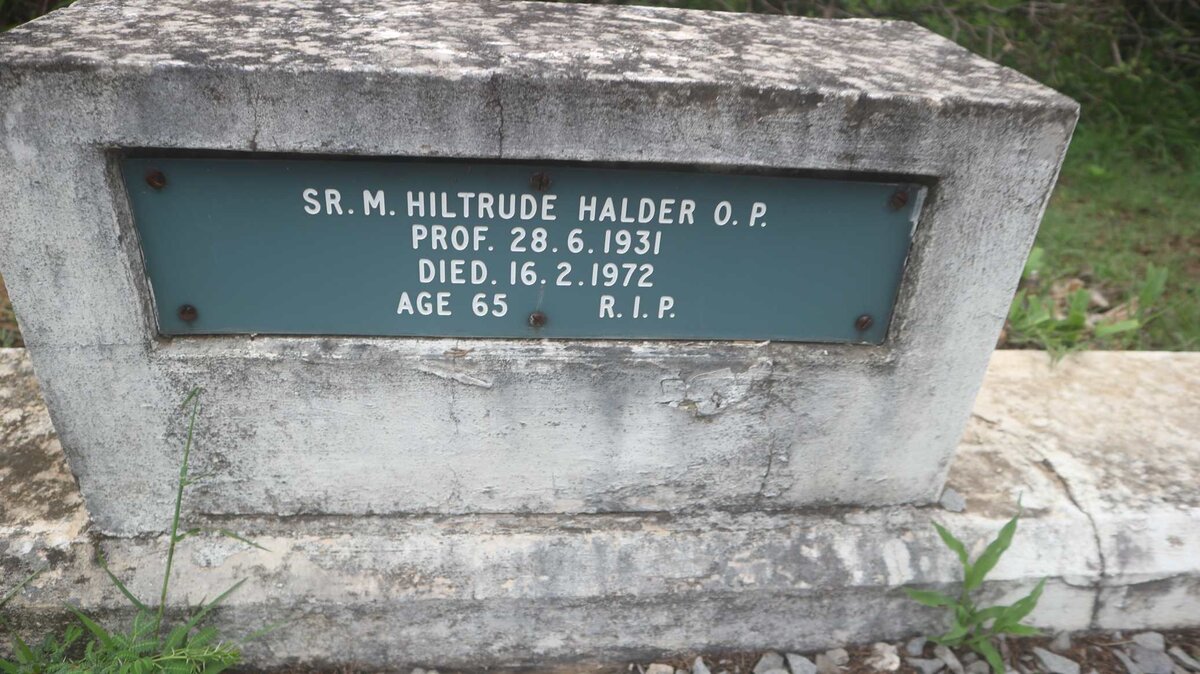 SR. M. HILTRUDE HALDER O. P.
PROF. 28. 6. 1931
DIED. 16. 2. 1972
AGE 65 R. I. P.